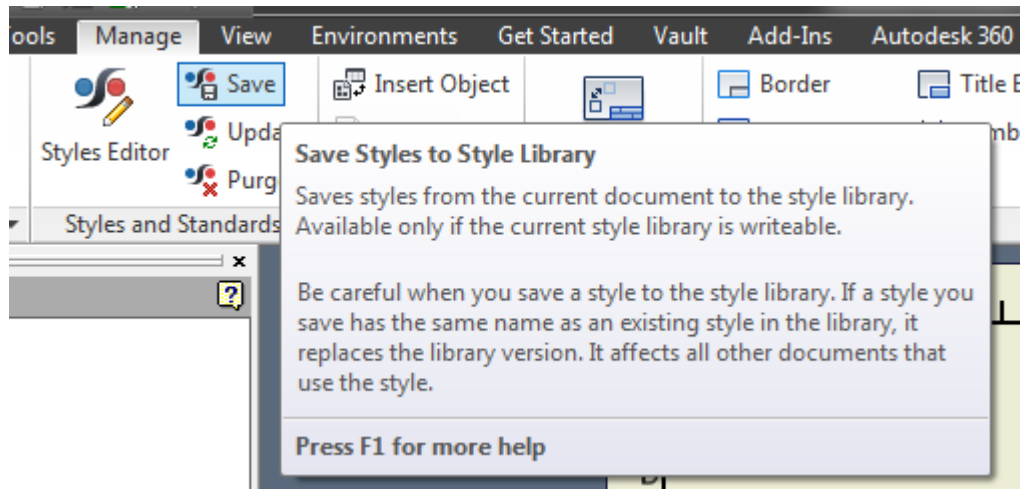 ools Manage View Environments Get Started Vault Add-Ins Autodesk 360
Save Insert Object Border Title
Styles Editor Upda
Purg
Styles and Standards
Save Styles to Style Library
Saves styles from the current document to the style library.
Available only if the current style library is writeable.
Be careful when you save a style to the style library. If a style you
save has the same name as an existing style in the library, it
replaces the library version. It affects all other documents that
use the style.
Press F1 for more help